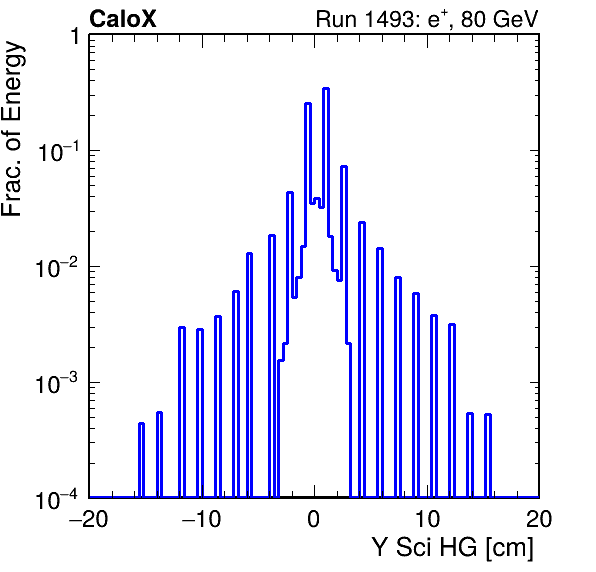 CaloX Run 1493: e⁺, 80 GeV
Frac. of Energy
1
10⁻¹
10⁻²
10⁻³
10⁻⁴
−20 −10 0 10 20
Y Sci HG [cm]